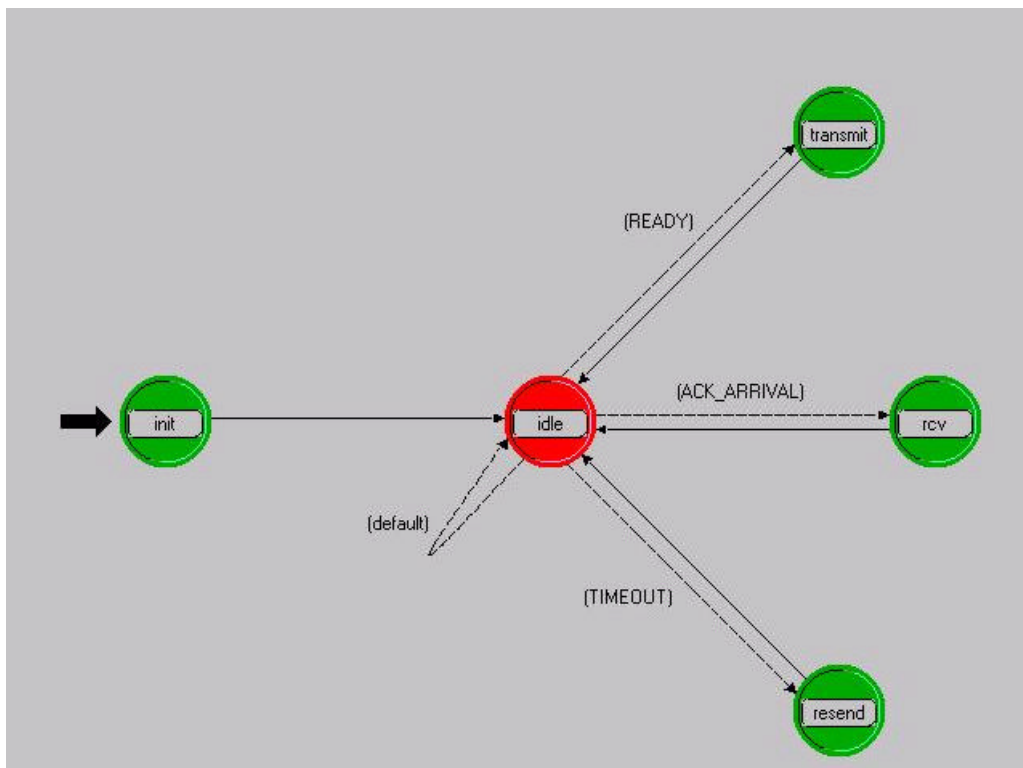 transmit
(READY)
(ACK_ARRIVAL)
init
idle
rcv
(default)
(TIMEOUT)
resend